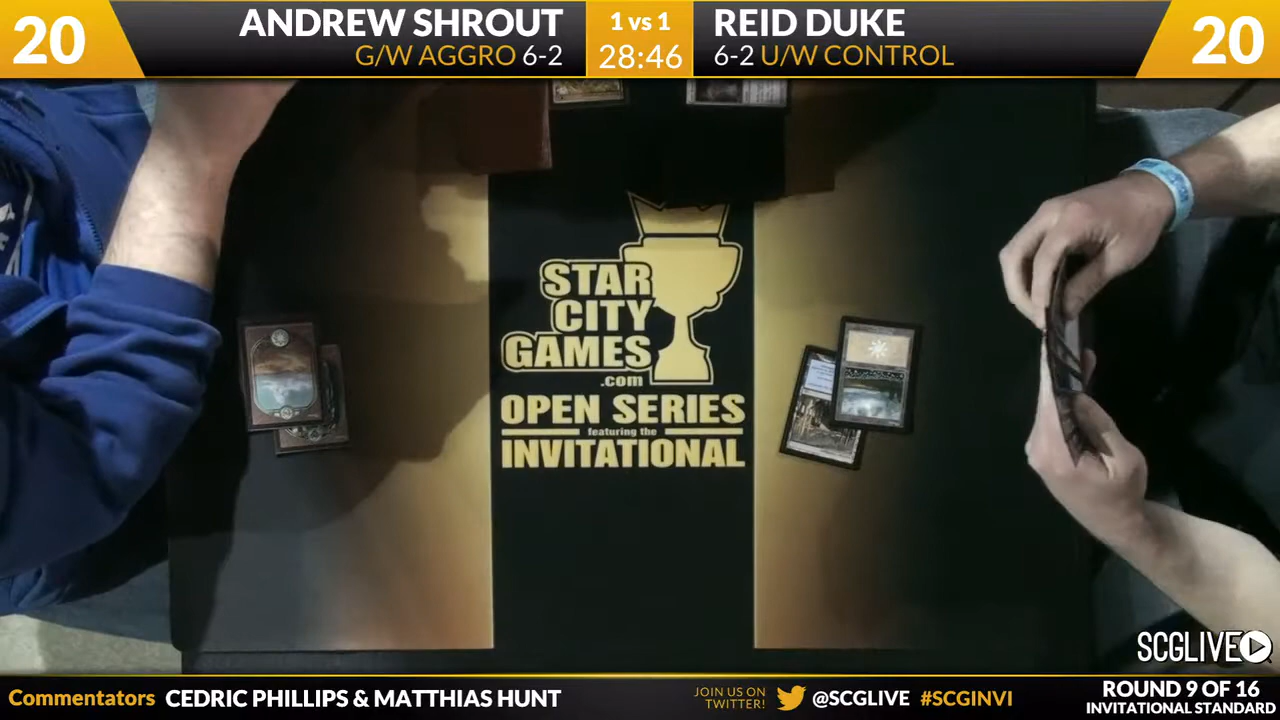 20
ANDREW SHROUT
G/W AGGRO 6-2
1 vs 1
28:46
REID DUKE
6-2 U/W CONTROL
20
STAR
CITY
GAMES
.com
OPEN SERIES
featuring the
INVITATIONAL
SCGLIVE
Commentators CEDRIC PHILLIPS & MATTHIAS HUNT
JOIN US ON
TWITTER!
@SCGLIVE #SCGINVI
ROUND 9 OF 16
INVITATIONAL STANDARD